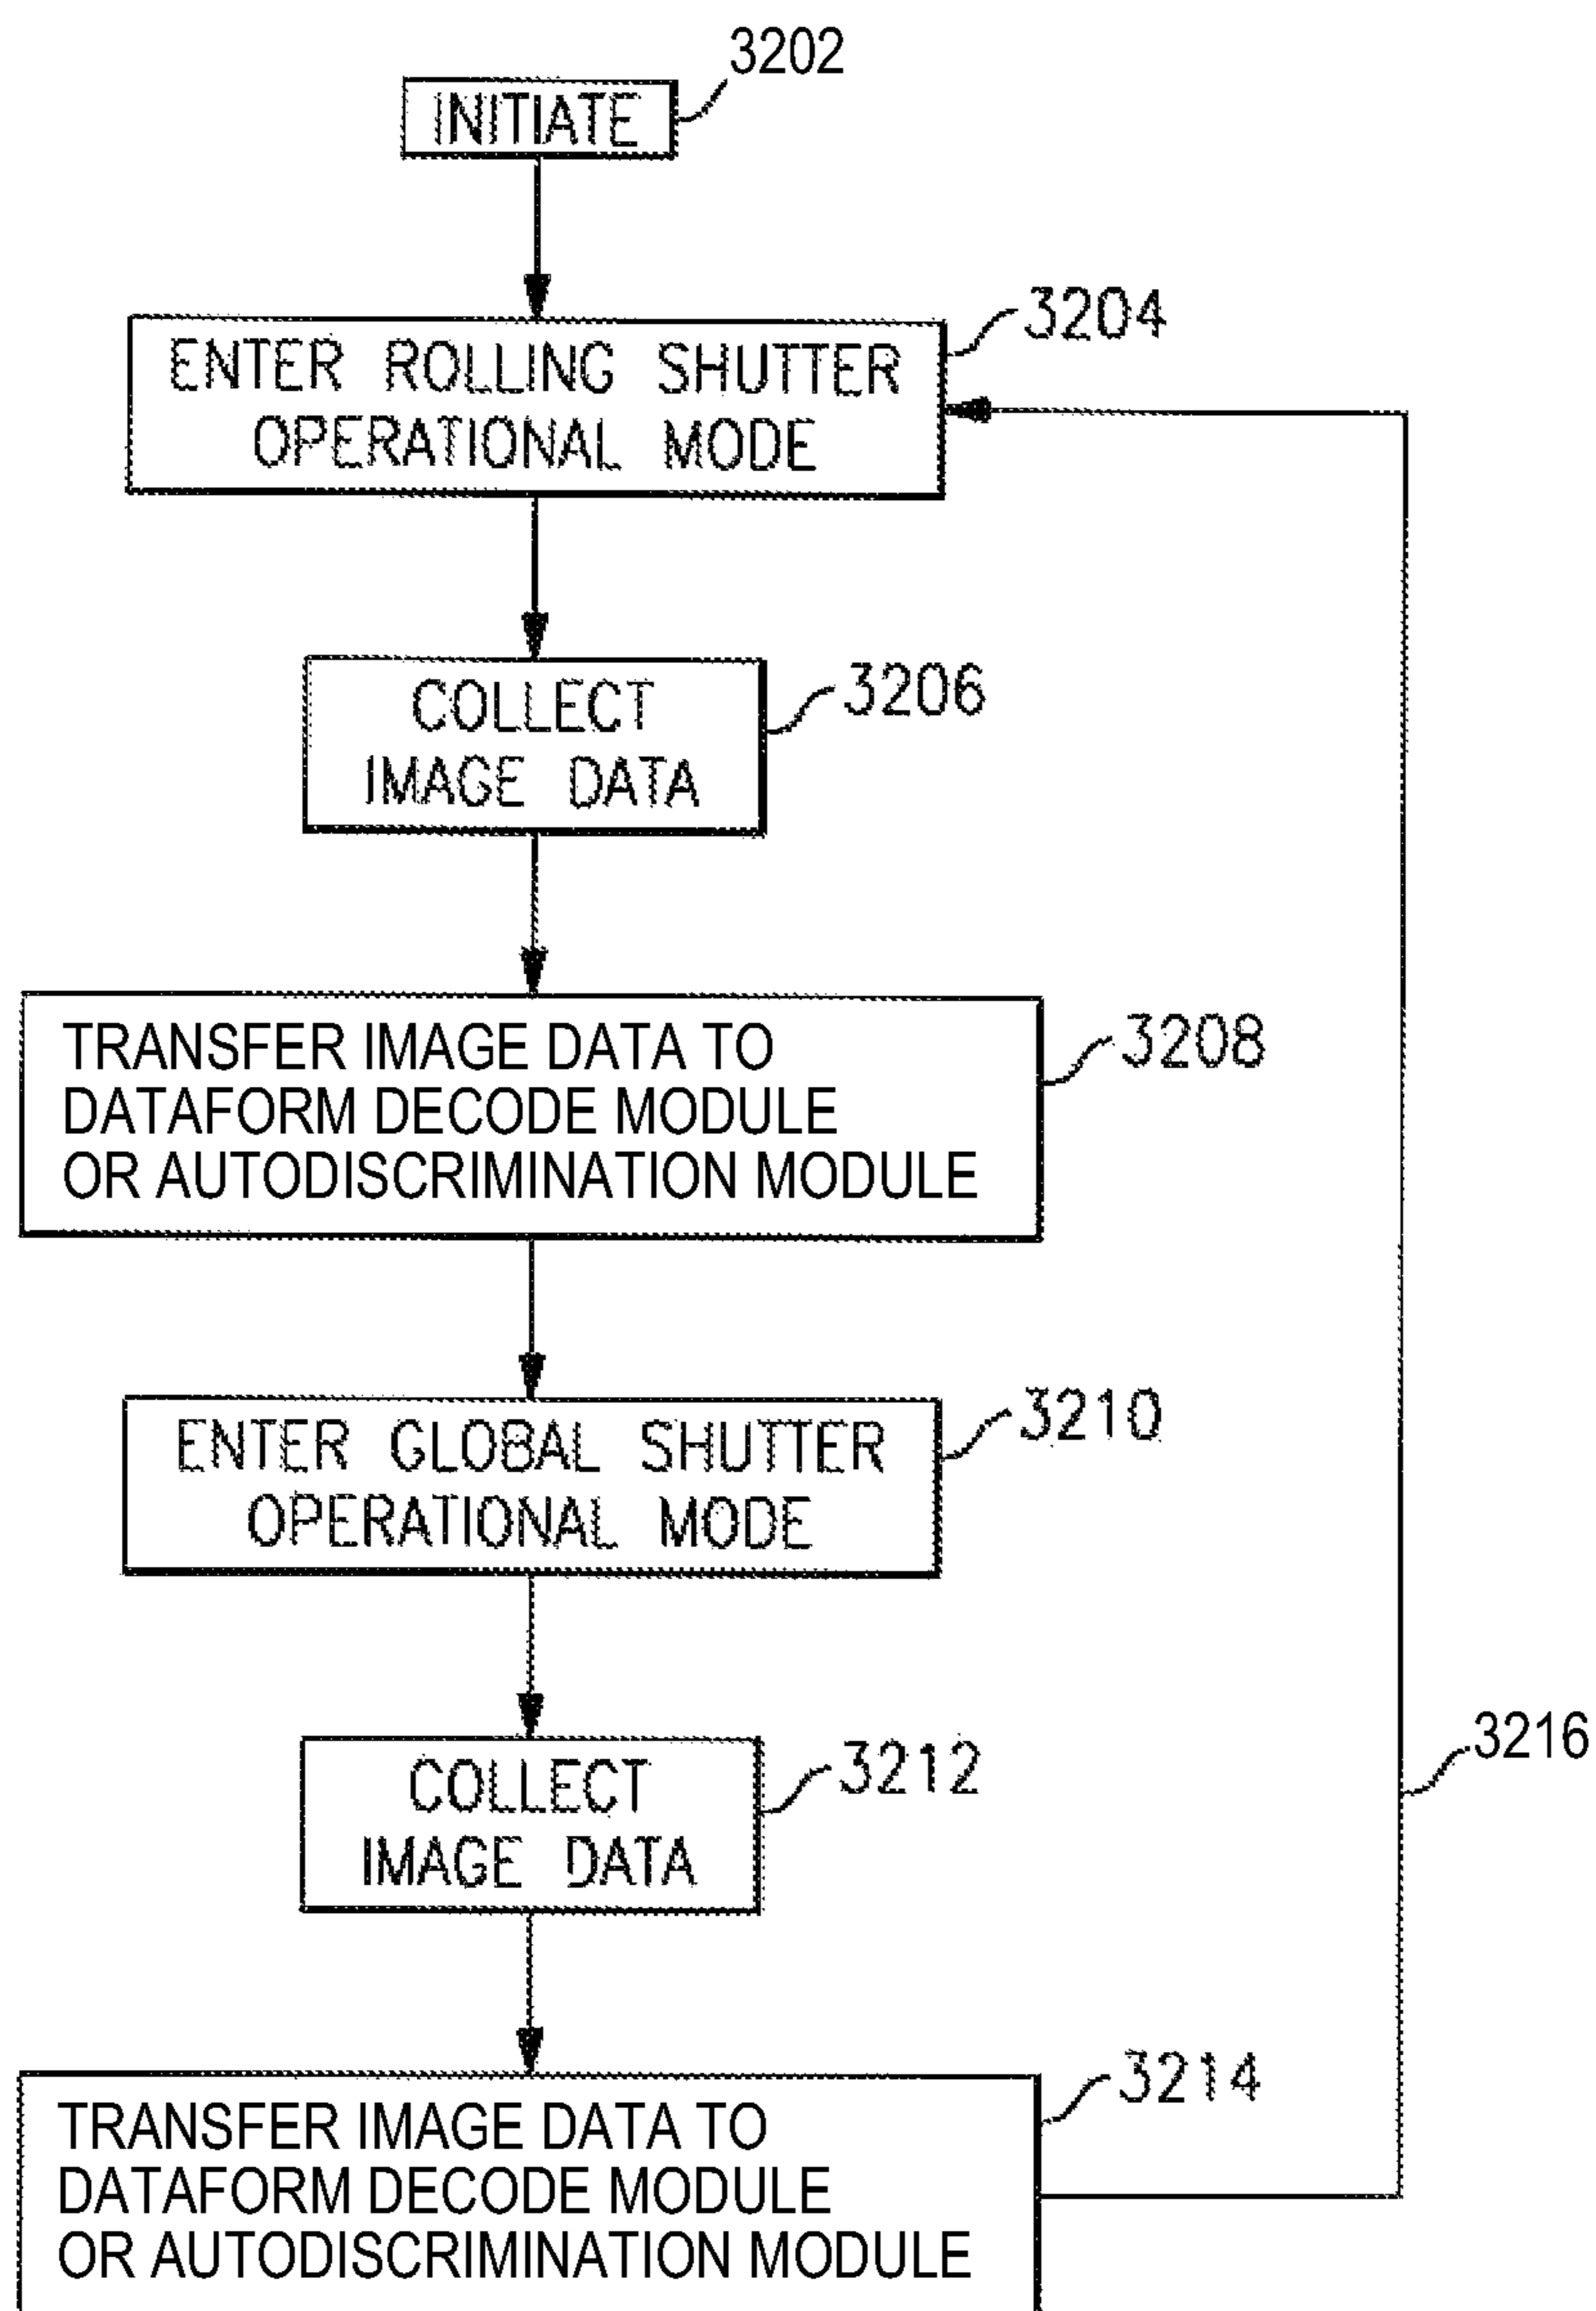 3202
INITIATE
3204
ENTER ROLLING SHUTTER
OPERATIONAL MODE
3206
COLLECT
IMAGE DATA
3208
TRANSFER IMAGE DATA TO
DATAFORM DECODE MODULE
OR AUTODISCRIMINATION MODULE
3210
ENTER GLOBAL SHUTTER
OPERATIONAL MODE
3212
COLLECT
IMAGE DATA
3216
3214
TRANSFER IMAGE DATA TO
DATAFORM DECODE MODULE
OR AUTODISCRIMINATION MODULE